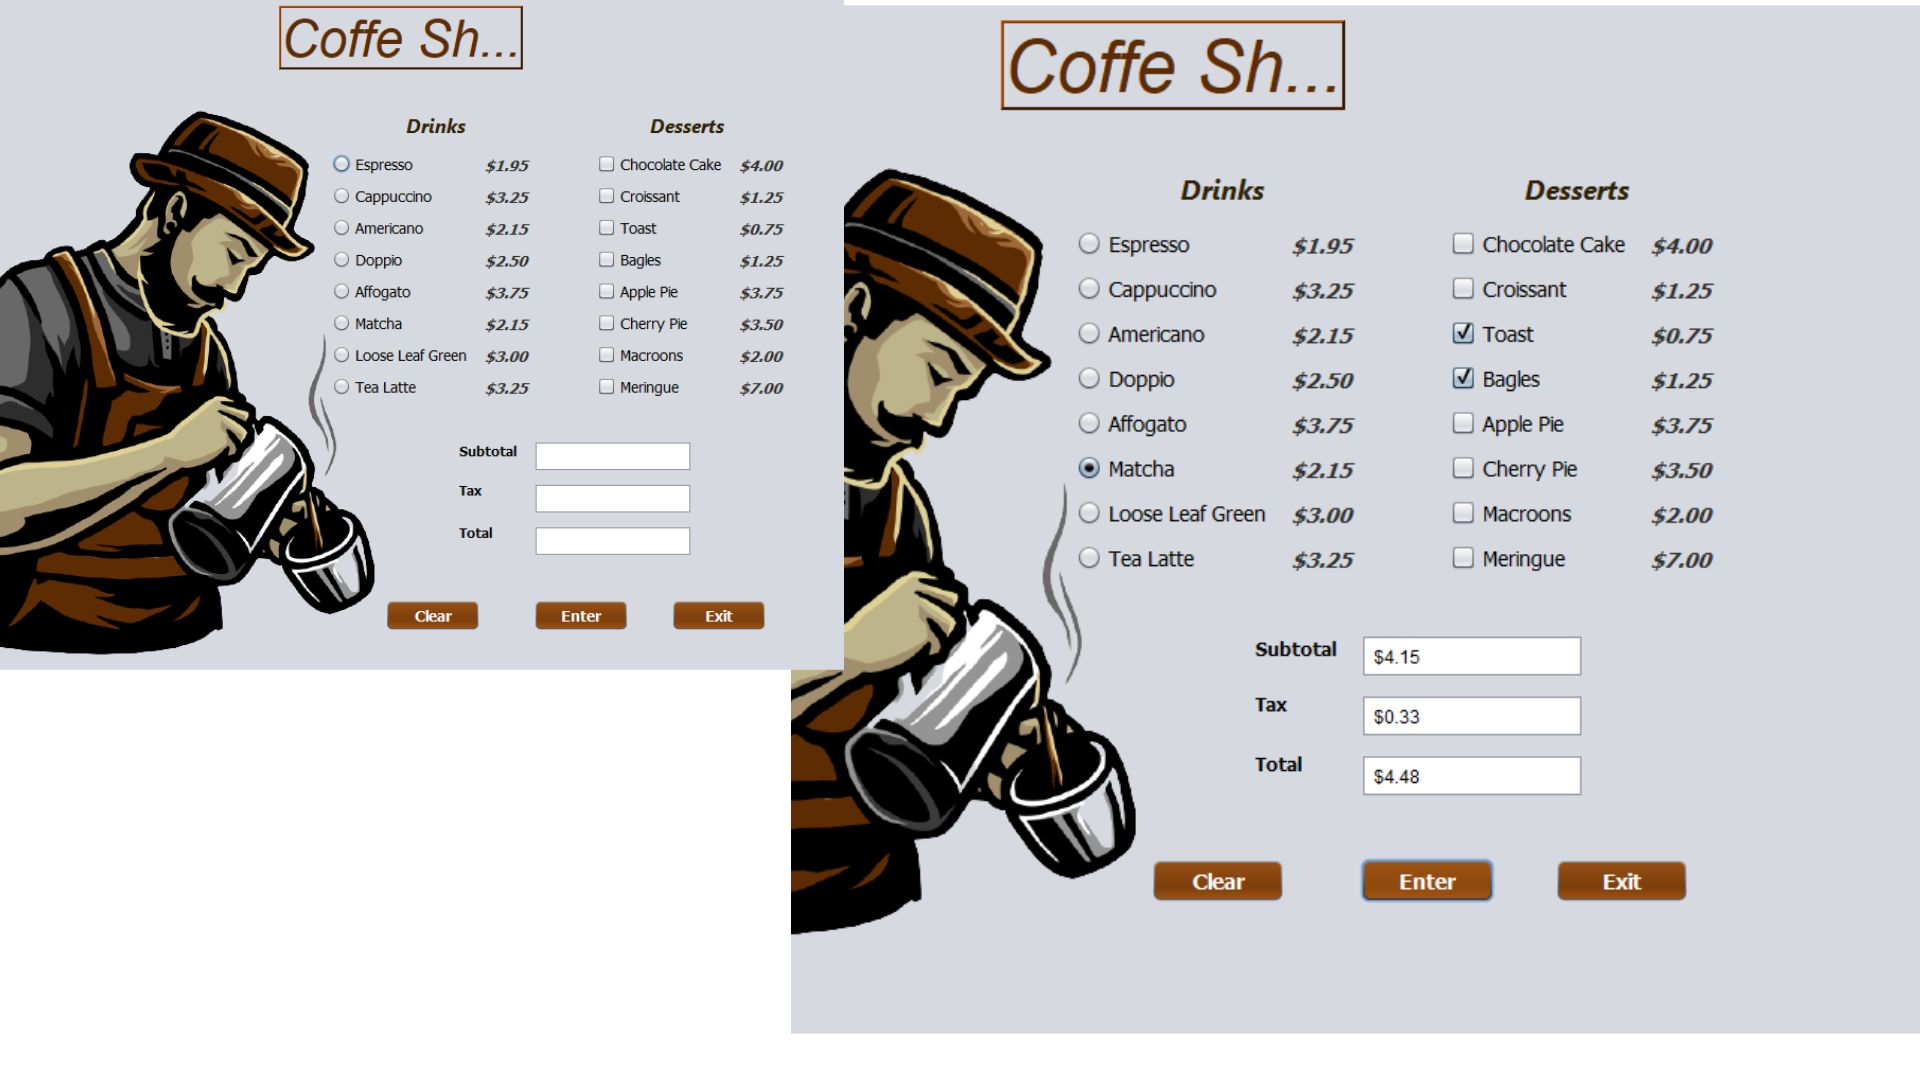 Coffe Sh...
Drinks Desserts
Espresso $1.95 Chocolate Cake $4.00
Cappuccino $3.25 Croissant $1.25
Americano $2.15 Toast $0.75
Doppio $2.50 Bagles $1.25
Affogato $3.75 Apple Pie $3.75
Matcha $2.15 Cherry Pie $3.50
Loose Leaf Green $3.00 Macroons $2.00
Tea Latte $3.25 Meringue $7.00
Subtotal
Tax
Total
Clear Enter Exit
Coffe Sh...
Drinks Desserts
Espresso $1.95 Chocolate Cake $4.00
Cappuccino $3.25 Croissant $1.25
Americano $2.15 Toast $0.75
Doppio $2.50 Bagles $1.25
Affogato $3.75 Apple Pie $3.75
Matcha $2.15 Cherry Pie $3.50
Loose Leaf Green $3.00 Macroons $2.00
Tea Latte $3.25 Meringue $7.00
Subtotal $4.15
Tax $0.33
Total $4.48
Clear Enter Exit